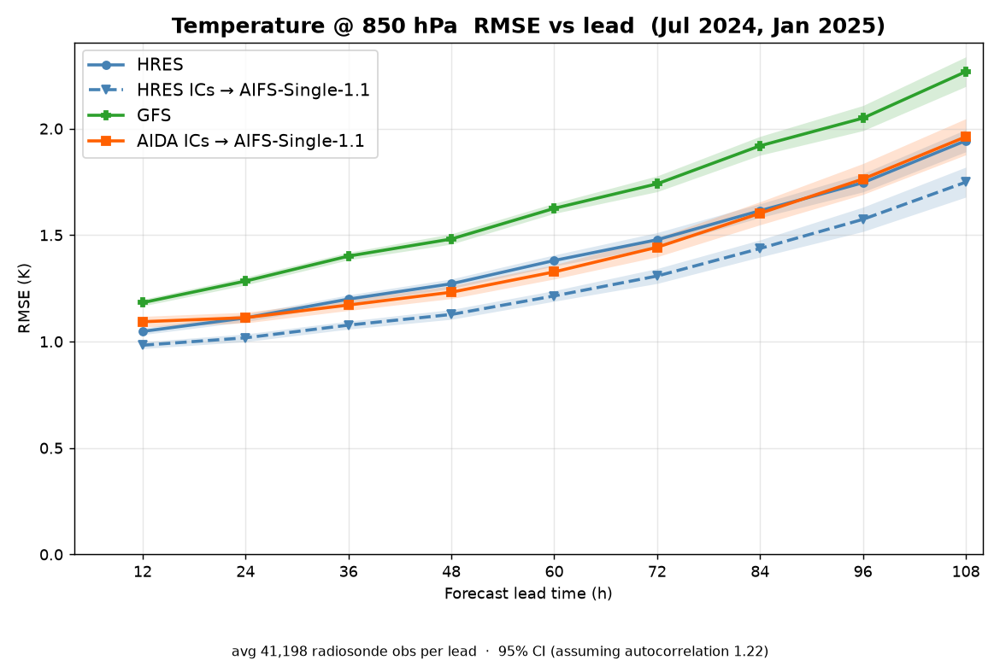 Temperature @ 850 hPa  RMSE vs lead  (Jul 2024, Jan 2025)
HRES
HRES ICs → AIFS-Single-1.1
GFS
AIDA ICs → AIFS-Single-1.1
RMSE (K)
2.0
1.5
1.0
0.5
0.0
12 24 36 48 60 72 84 96 108
Forecast lead time (h)
avg 41,198 radiosonde obs per lead · 95% CI (assuming autocorrelation 1.22)